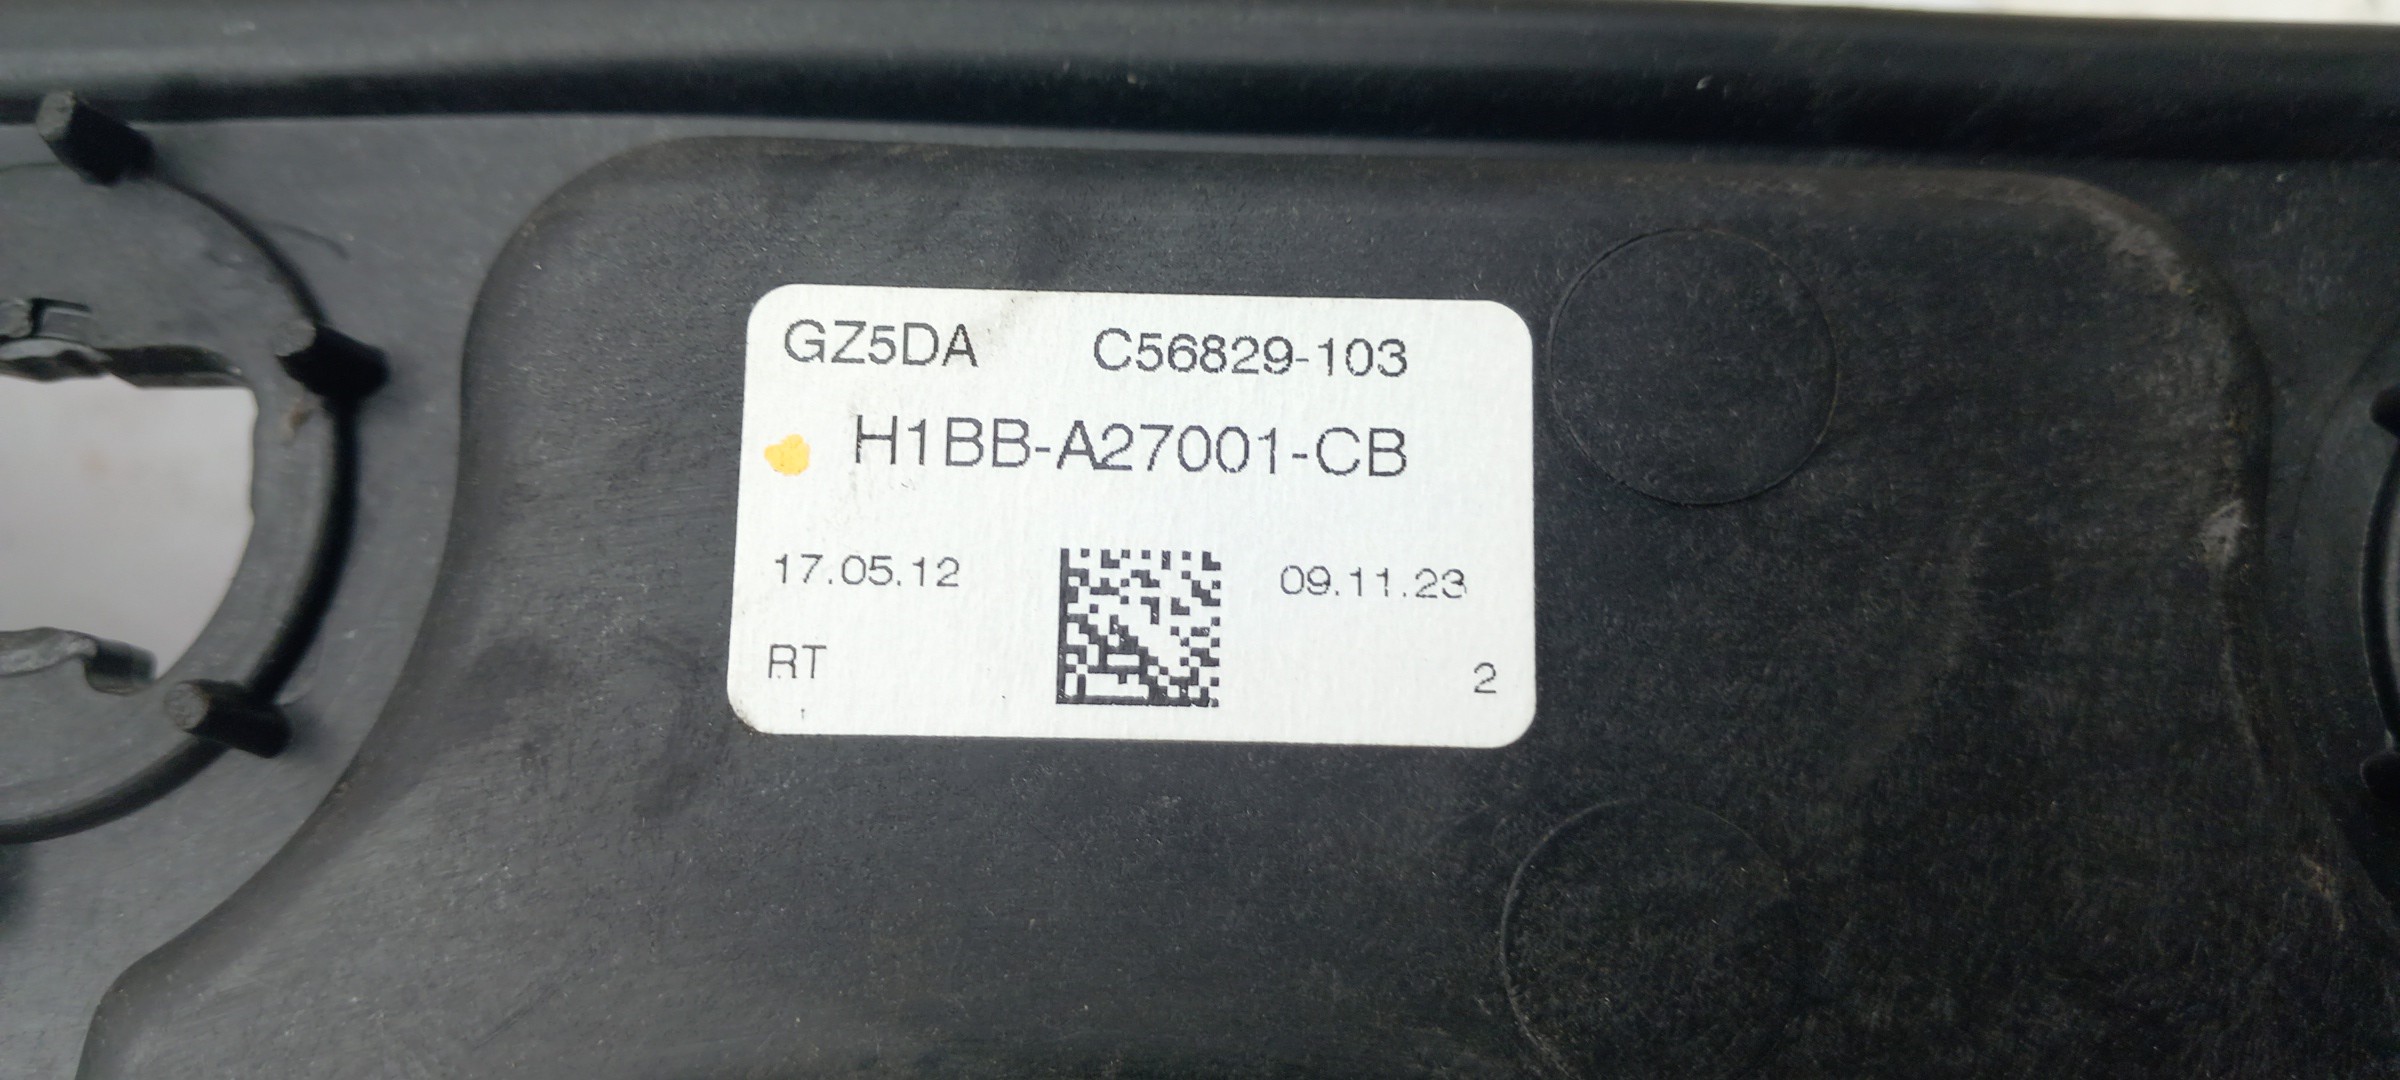 GZ5DA C56829-103
H1BB-A27001-CB
17.05.12 09.11.23
RT 2